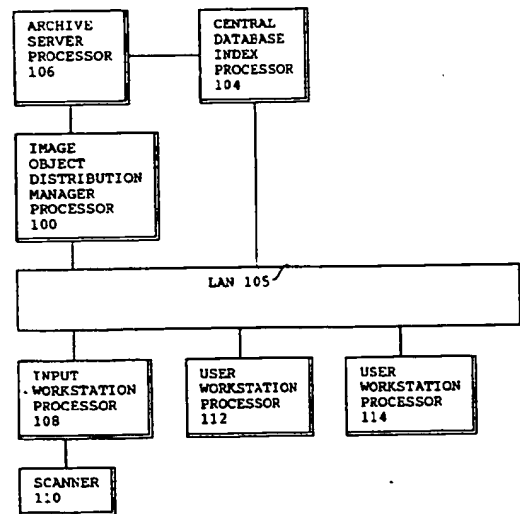 ARCHIVE
SERVER
PROCESSOR
106
CENTRAL
DATABASE
INDEX
PROCESSOR
104
IMAGE
OBJECT
DISTRIBUTION
MANAGER
PROCESSOR
100
LAN 105
INPUT
WORKSTATION
PROCESSOR
108
USER
WORKSTATION
PROCESSOR
112
USER
WORKSTATION
PROCESSOR
114
SCANNER
110